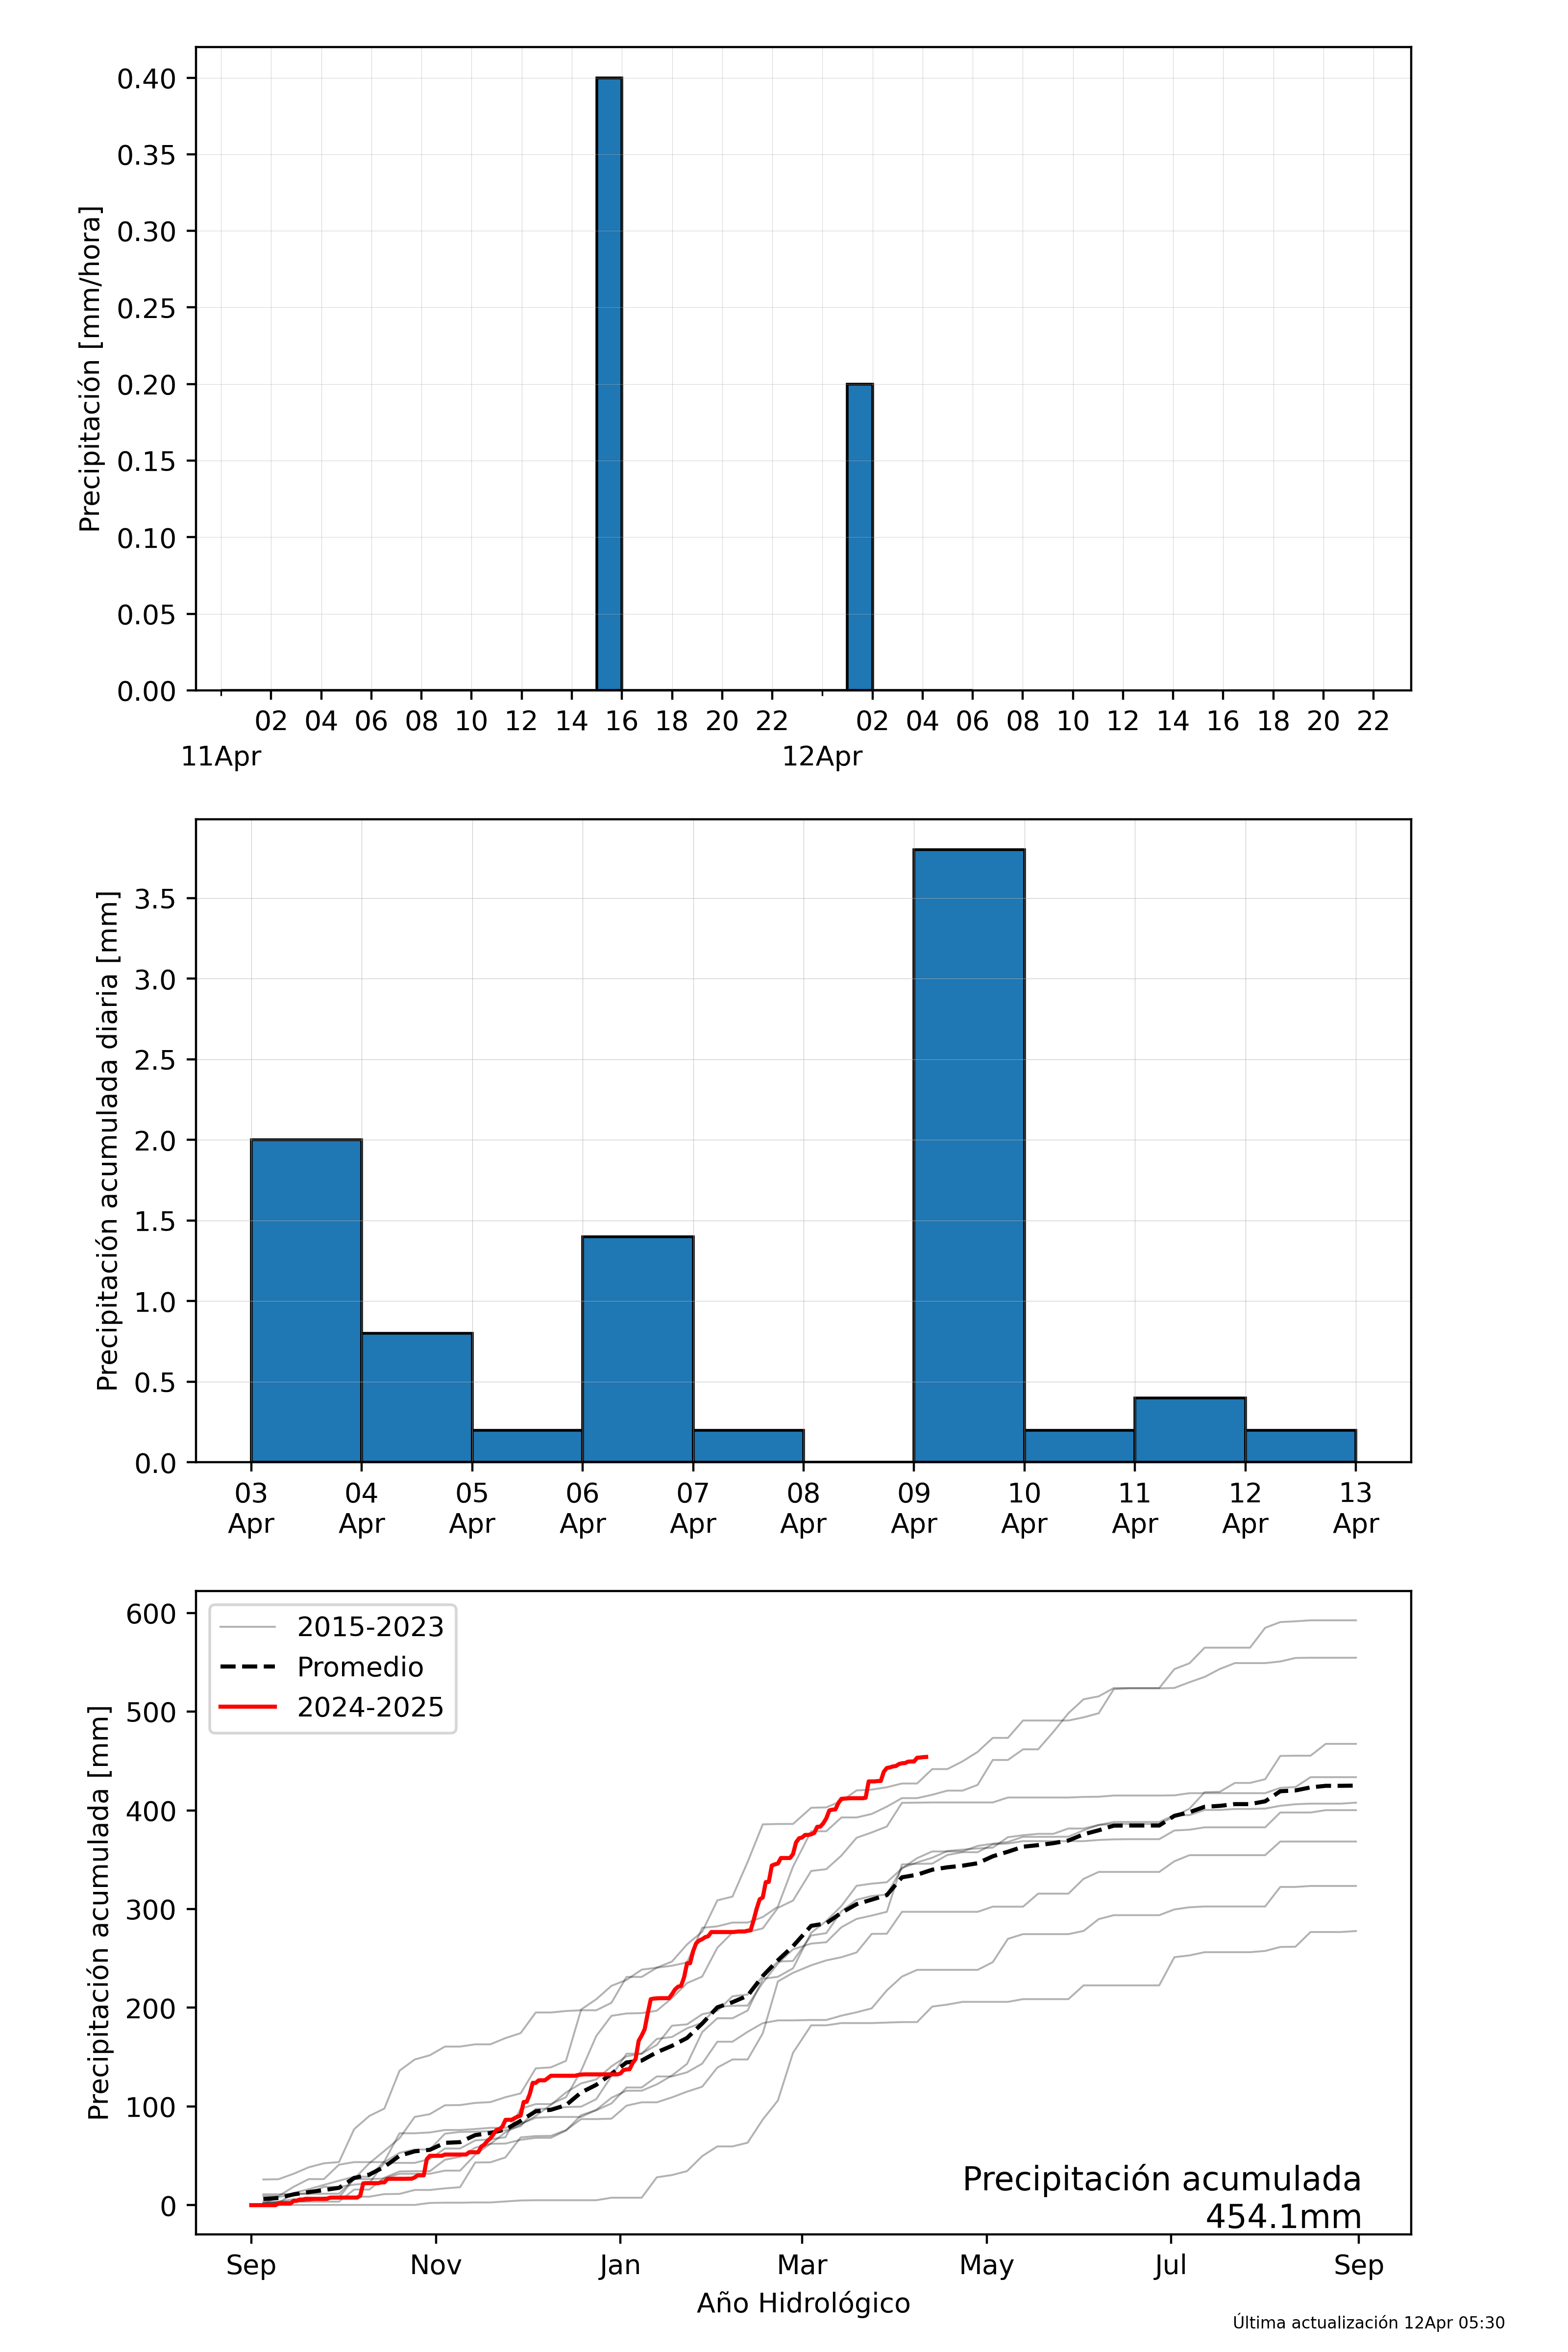 0.40
0.35
0.30
0.25
0.20
0.15
0.10
0.05
0.00
Precipitación [mm/hora]
02 04 06 08 10 12 14 16 18 20 22 02 04 06 08 10 12 14 16 18 20 22
11Apr 12Apr
3.5
3.0
2.5
2.0
1.5
1.0
0.5
0.0
Precipitación acumulada diaria [mm]
03 04 05 06 07 08 09 10 11 12 13
Apr Apr Apr Apr Apr Apr Apr Apr Apr Apr Apr
600
500
400
300
200
100
0
Precipitación acumulada [mm]
2015-2023
Promedio
2024-2025
Precipitación acumulada
454.1mm
Sep Nov Jan Mar May Jul Sep
Año Hidrológico
Última actualización 12Apr 05:30